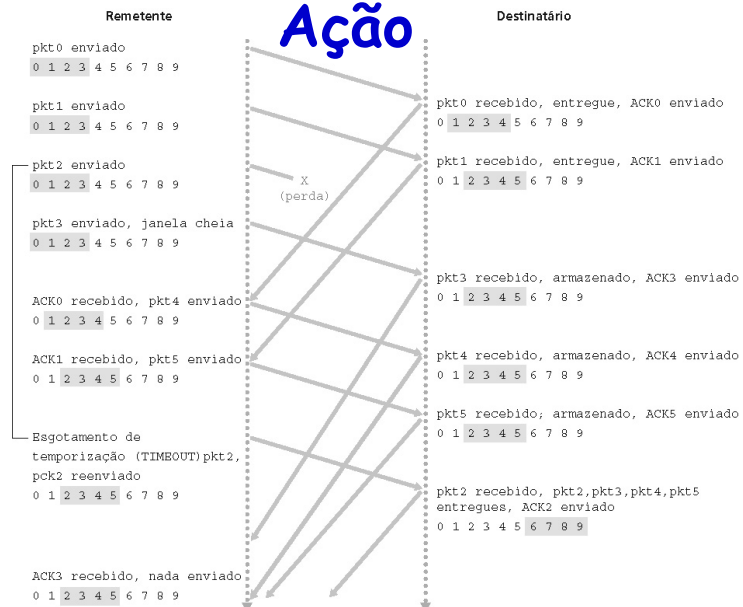 Remetente
Ação
Destinatário
pkt0 enviado
0 1 2 3 4 5 6 7 8 9
pkt1 enviado
0 1 2 3 4 5 6 7 8 9
pkt2 enviado
0 1 2 3 4 5 6 7 8 9
pkt3 enviado, janela cheia
0 1 2 3 4 5 6 7 8 9
ACK0 recebido, pkt4 enviado
0 1 2 3 4 5 6 7 8 9
ACK1 recebido, pkt5 enviado
0 1 2 3 4 5 6 7 8 9
Esgotamento de
temporização (TIMEOUT)pkt2,
pck2 reenviado
0 1 2 3 4 5 6 7 8 9
ACK3 recebido, nada enviado
0 1 2 3 4 5 6 7 8 9
X
(perda)
pkt0 recebido, entregue, ACK0 enviado
0 1 2 3 4 5 6 7 8 9
pkt1 recebido, entregue, ACK1 enviado
0 1 2 3 4 5 6 7 8 9
pkt3 recebido, armazenado, ACK3 enviado
0 1 2 3 4 5 6 7 8 9
pkt4 recebido, armazenado, ACK4 enviado
0 1 2 3 4 5 6 7 8 9
pkt5 recebido; armazenado, ACK5 enviado
0 1 2 3 4 5 6 7 8 9
pkt2 recebido, pkt2,pkt3,pkt4,pkt5
entregues, ACK2 enviado
0 1 2 3 4 5 6 7 8 9